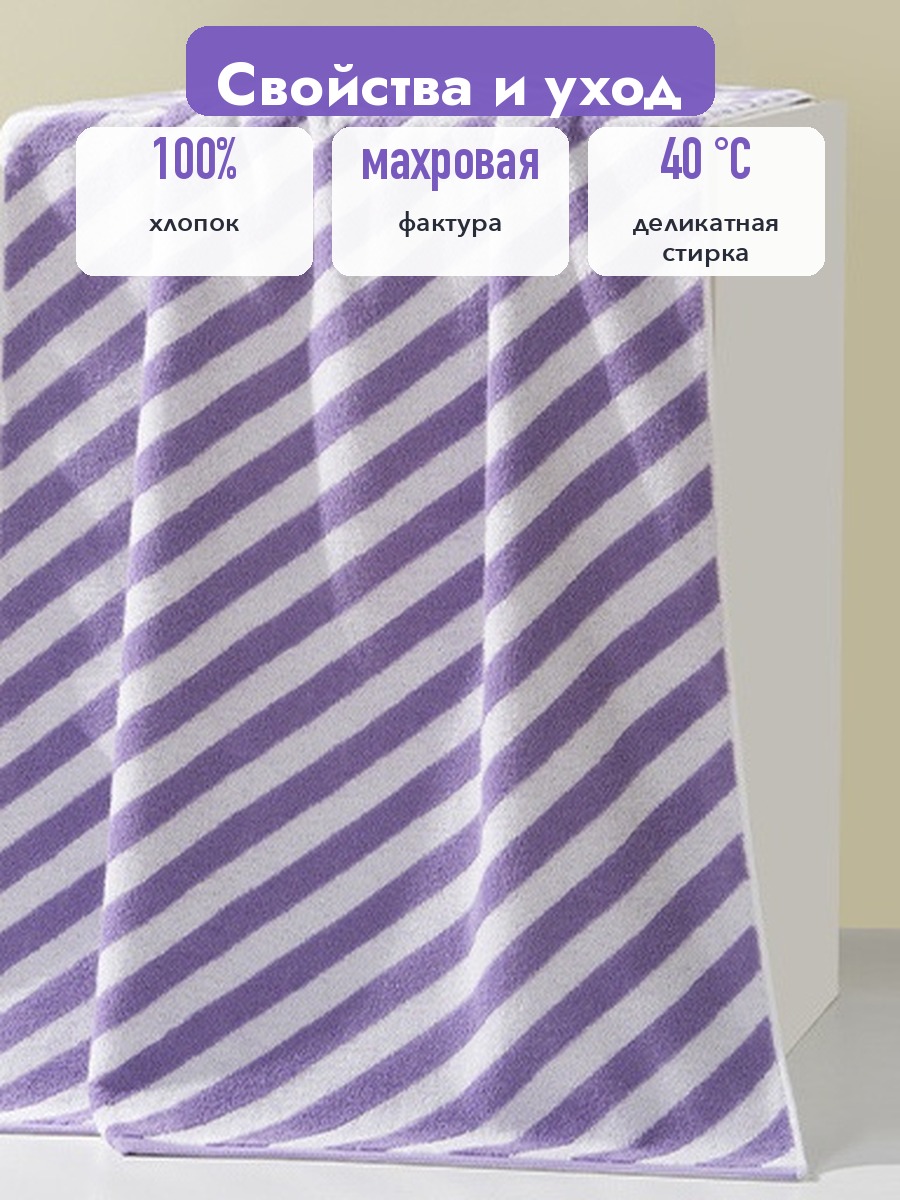 Свойства и уход
100%
хлопок
махровая
фактура
40 °C
деликатная
стирка